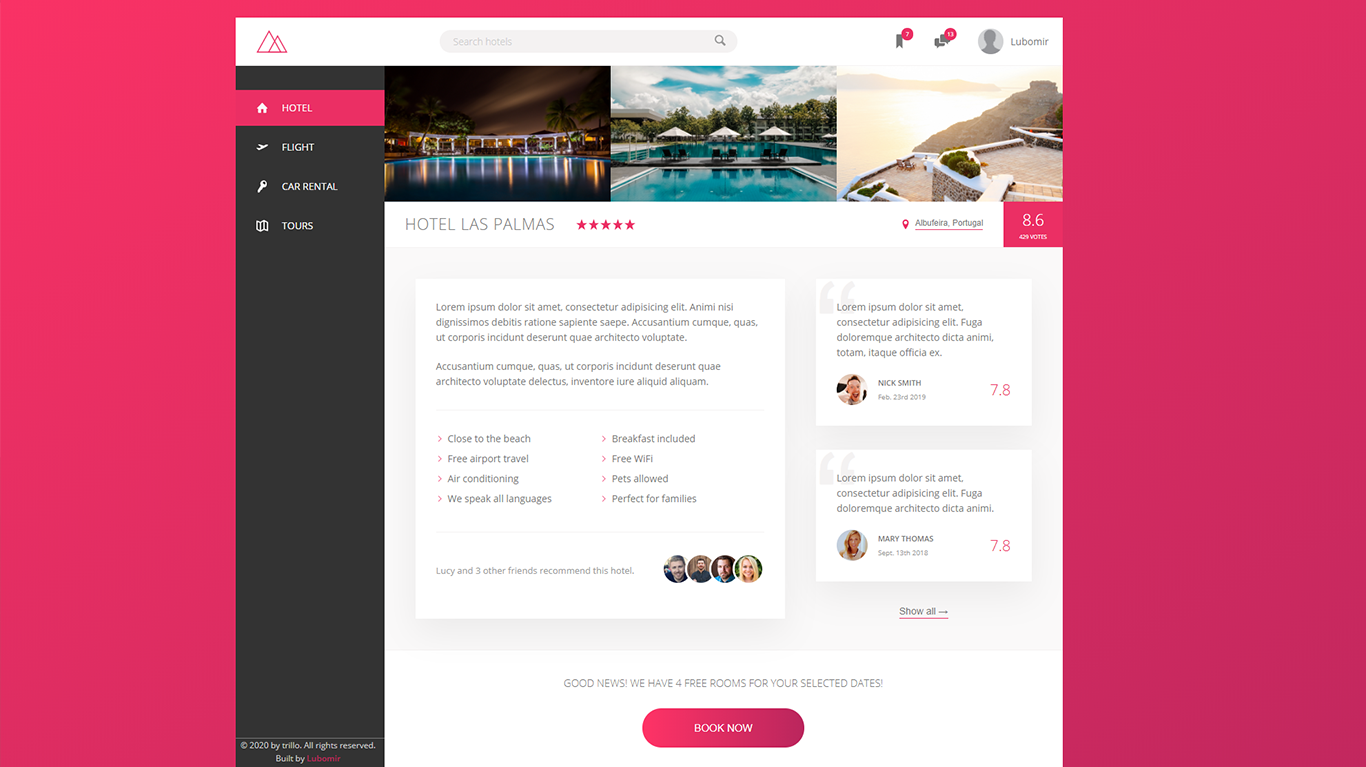 Search hotels
7
13
Lubomir
HOTEL
FLIGHT
CAR RENTAL
TOURS
HOTEL LAS PALMAS
Albufeira, Portugal
8.6
429 VOTES
Lorem ipsum dolor sit amet, consectetur adipisicing elit. Animi nisi
dignissimos debitis ratione sapiente saepe. Accusantium cumque, quas,
ut corporis incidunt deserunt quae architecto voluptate.
Accusantium cumque, quas, ut corporis incidunt deserunt quae
architecto voluptate delectus, inventore iure aliquid aliquam.
Close to the beach
Breakfast included
Free airport travel
Free WiFi
Air conditioning
Pets allowed
We speak all languages
Perfect for families
Lucy and 3 other friends recommend this hotel.
“
Lorem ipsum dolor sit amet,
consectetur adipisicing elit. Fuga
doloremque architecto dicta animi,
totam, itaque officia ex.
NICK SMITH
Feb. 23rd 2019
7.8
“
Lorem ipsum dolor sit amet,
consectetur adipisicing elit. Fuga
doloremque architecto dicta animi.
MARY THOMAS
Sept. 13th 2018
7.8
Show all →
GOOD NEWS! WE HAVE 4 FREE ROOMS FOR YOUR SELECTED DATES!
BOOK NOW
© 2020 by trillo. All rights reserved.
Built by Lubomir